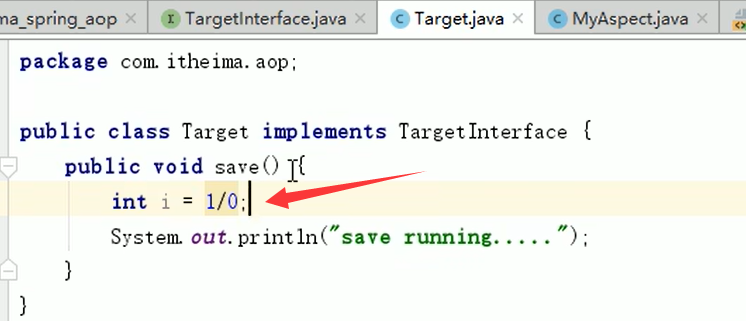 ma_spring_aop × I TargetInterface.java × C Target.java × C MyAspect.java ×
package com.itheima.aop;
public class Target implements TargetInterface {
public void save() {
int i = 1/0;
System.out.println("save running.....");
}
}